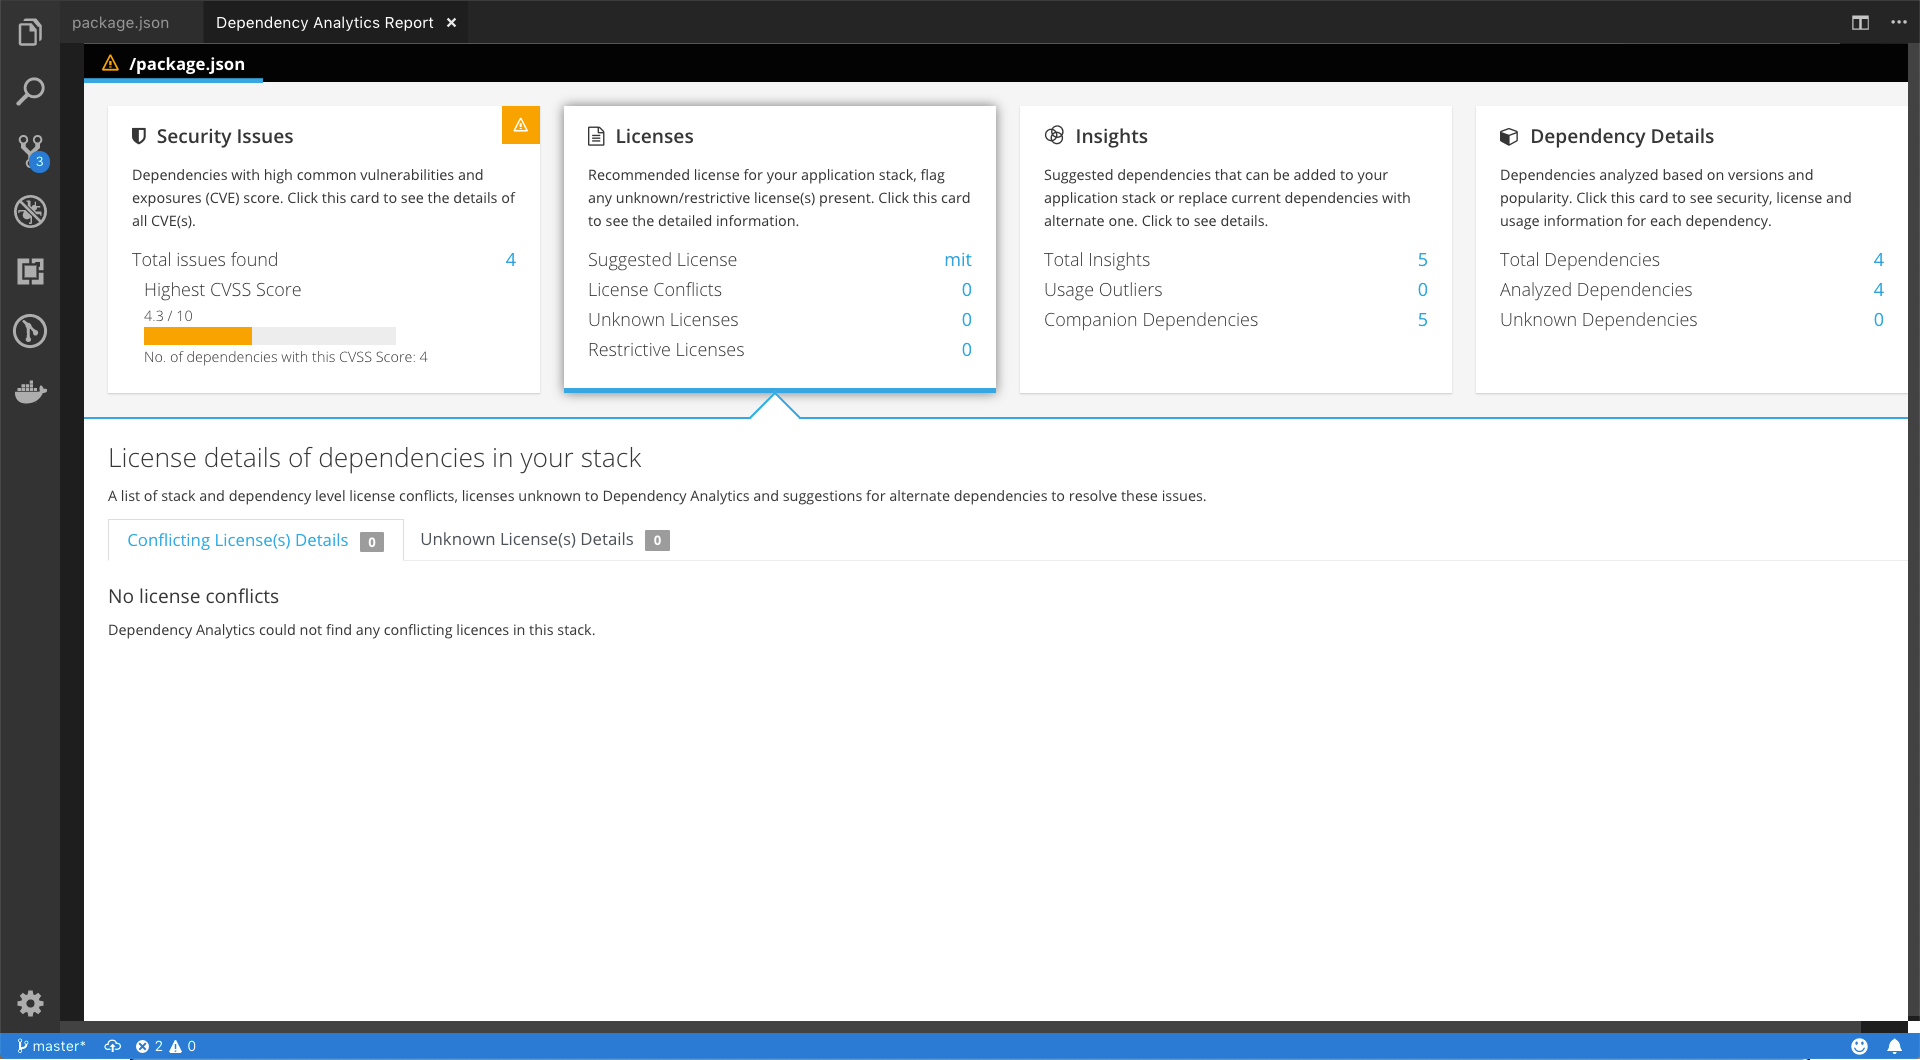 package.json
Dependency Analytics Report
/package.json
Security Issues
Dependencies with high common vulnerabilities and
exposures (CVE) score. Click this card to see the details of
all CVE(s).
Total issues found 4
Highest CVSS Score
4.3 / 10
No. of dependencies with this CVSS Score: 4
Licenses
Recommended license for your application stack, flag
any unknown/restrictive license(s) present. Click this card
to see the detailed information.
Suggested License mit
License Conflicts 0
Unknown Licenses 0
Restrictive Licenses 0
Insights
Suggested dependencies that can be added to your
application stack or replace current dependencies with
alternate one. Click to see details.
Total Insights 5
Usage Outliers 0
Companion Dependencies 5
Dependency Details
Dependencies analyzed based on versions and
popularity. Click this card to see security, license and
usage information for each dependency.
Total Dependencies 4
Analyzed Dependencies 4
Unknown Dependencies 0
3
License details of dependencies in your stack
A list of stack and dependency level license conflicts, licenses unknown to Dependency Analytics and suggestions for alternate dependencies to resolve these issues.
Conflicting License(s) Details 0
Unknown License(s) Details 0
No license conflicts
Dependency Analytics could not find any conflicting licences in this stack.
master* 2 0